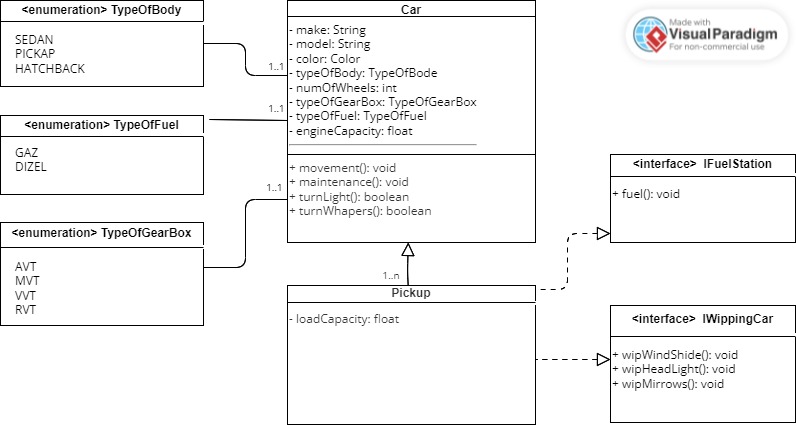 <enumeration> TypeOfBody
SEDAN
PICKAP
HATCHBACK
<enumeration> TypeOfFuel
GAZ
DIZEL
<enumeration> TypeOfGearBox
AVT
MVT
VVT
RVT
1..1
1..1
1..1
Car
- make: String
- model: String
- color: Color
- typeOfBody: TypeOfBode
- numOfWheels: int
- typeOfGearBox: TypeOfGearBox
- typeOfFuel: TypeOfFuel
- engineCapacity: float
+ movement(): void
+ maintenance(): void
+ turnLight(): boolean
+ turnWhapers(): boolean
1..n
Pickup
- loadCapacity: float
Made with
VisualParadigm
For non-commercial use
<interface> IFuelStation
+ fuel(): void
<interface> IWippingCar
+ wipWindShide(): void
+ wipHeadLight(): void
+ wipMirrows(): void